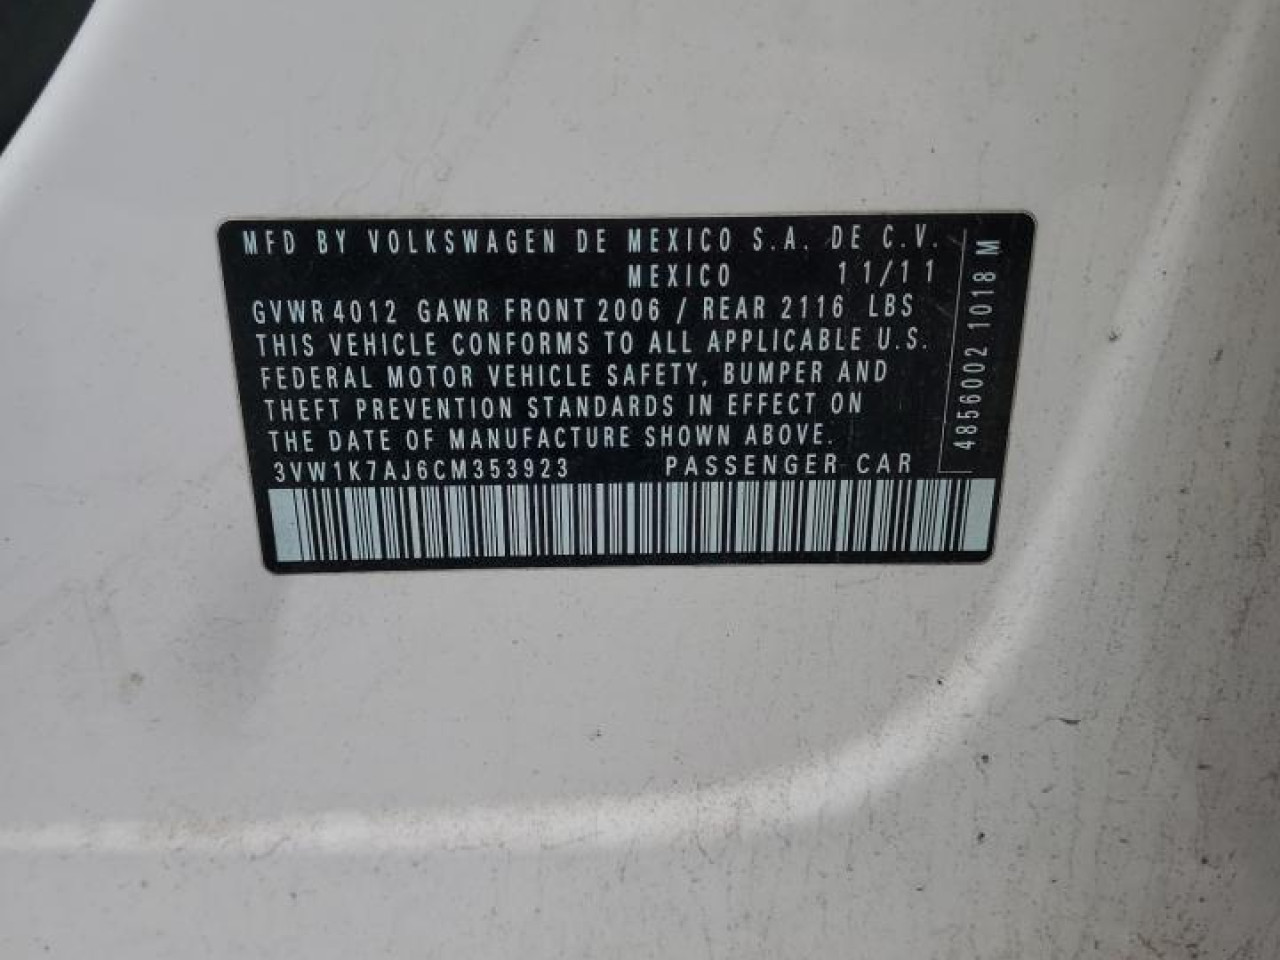 MFD BY VOLKSWAGEN DE MEXICO S.A. DE C.V.
MEXICO 11/11
GVWR 4012 GAWR FRONT 2006 / REAR 2116 LBS
THIS VEHICLE CONFORMS TO ALL APPLICABLE U.S.
FEDERAL MOTOR VEHICLE SAFETY, BUMPER AND
THEFT PREVENTION STANDARDS IN EFFECT ON
THE DATE OF MANUFACTURE SHOWN ABOVE.
3VW1K7AJ6CM353923 PASSENGER CAR
4856002 1018 M